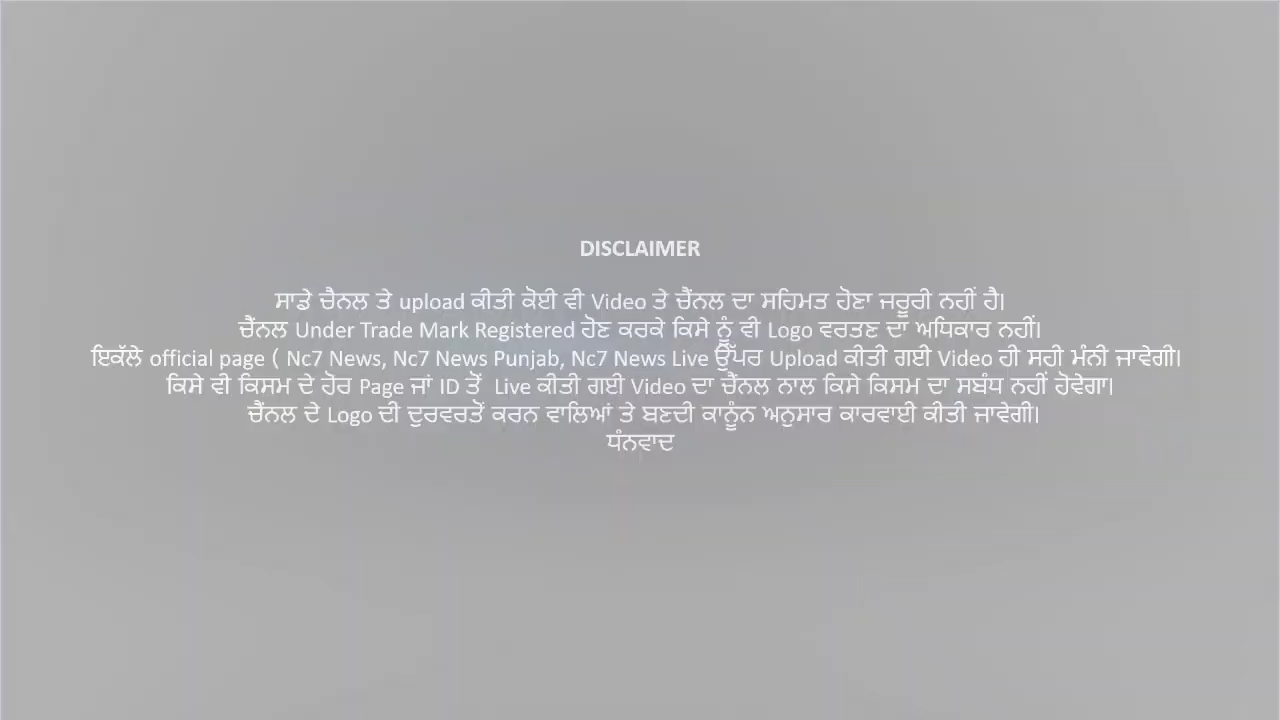 DISCLAIMER
ਸਾਡੇ ਚੈਨਲ ਤੇ upload ਕੀਤੀ ਕੋਈ ਵੀ Video ਤੇ ਚੈਂਨਲ ਦਾ ਸਹਿਮਤ ਹੋਣਾ ਜਰੂਰੀ ਨਹੀਂ ਹੈ।
ਚੈਂਨਲ Under Trade Mark Registered ਹੋਣ ਕਰਕੇ ਕਿਸੇ ਨੂੰ ਵੀ Logo ਵਰਤਣ ਦਾ ਅਧਿਕਾਰ ਨਹੀਂ।
ਇਕੱਲੇ official page ( Nc7 News, Nc7 News Punjab, Nc7 News Live ਉੱਪਰ Upload ਕੀਤੀ ਗਈ Video ਹੀ ਸਹੀ ਮੰਨੀ ਜਾਵੇਗੀ।
ਕਿਸੇ ਵੀ ਕਿਸਮ ਦੇ ਹੋਰ Page ਜਾਂ ID ਤੋਂ Live ਕੀਤੀ ਗਈ Video ਦਾ ਚੈਂਨਲ ਨਾਲ ਕਿਸੇ ਕਿਸਮ ਦਾ ਸਬੰਧ ਨਹੀਂ ਹੋਵੇਗਾ।
ਚੈਂਨਲ ਦੇ Logo ਦੀ ਦੁਰਵਰਤੋਂ ਕਰਨ ਵਾਲਿਆਂ ਤੇ ਬਣਦੀ ਕਾਨੂੰਨ ਅਨੁਸਾਰ ਕਾਰਵਾਈ ਕੀਤੀ ਜਾਵੇਗੀ।
ਧੰਨਵਾਦ